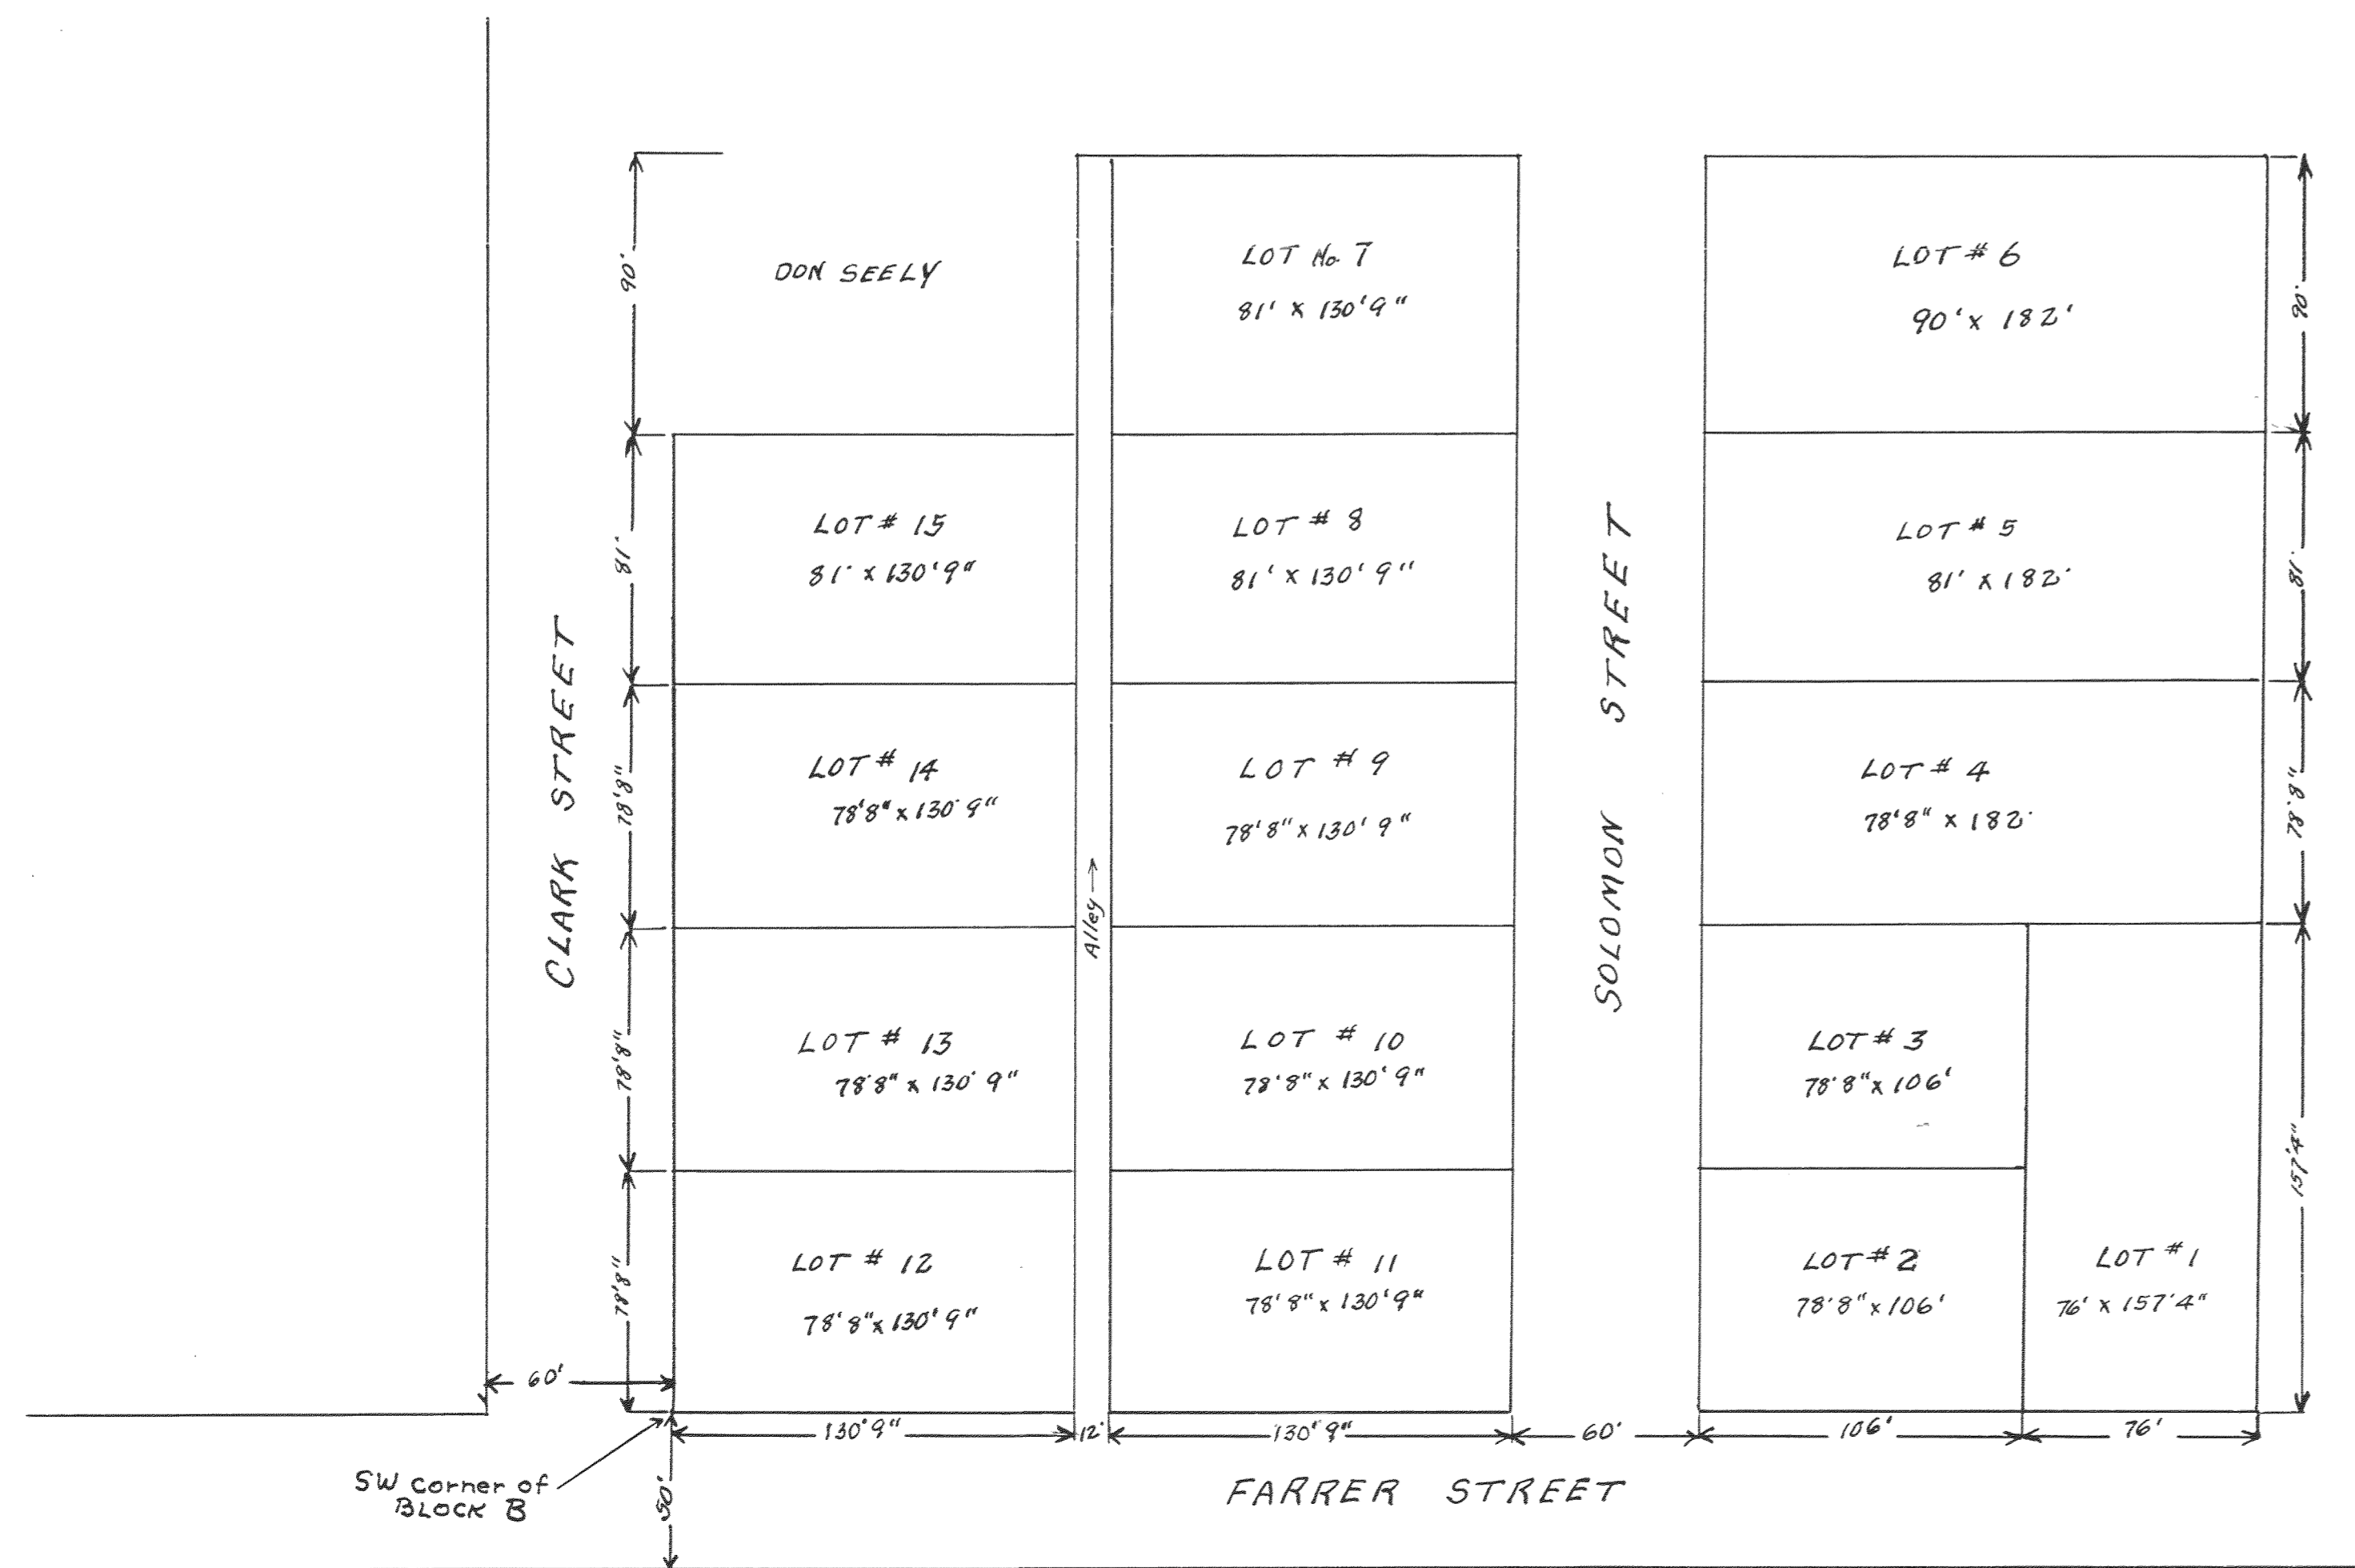 DON SEELY
LOT No. 7
81' x 130'9"
LOT # 6
90' x 182'
90'
90'
LOT # 15
81' x 130'9"
LOT # 8
81' x 130'9"
LOT # 5
81' x 182'
81'
81'
CLARK STREET
SOLOMON STREET
LOT # 14
78'8" x 130'9"
LOT # 9
78'8" x 130'9"
LOT # 4
78'8" x 182'
78'8"
78'8"
Alley →
LOT # 13
78'8" x 130'9"
LOT # 10
78'8" x 130'9"
LOT # 3
78'8" x 106'
78'8"
157'4"
LOT # 12
78'8" x 130'9"
LOT # 11
78'8" x 130'9"
LOT # 2
78'8" x 106'
LOT # 1
76' x 157'4"
78'8"
60'
130'9"
12'
130'9"
60'
106'
76'
SW corner of
BLOCK B
50'
FARRER STREET